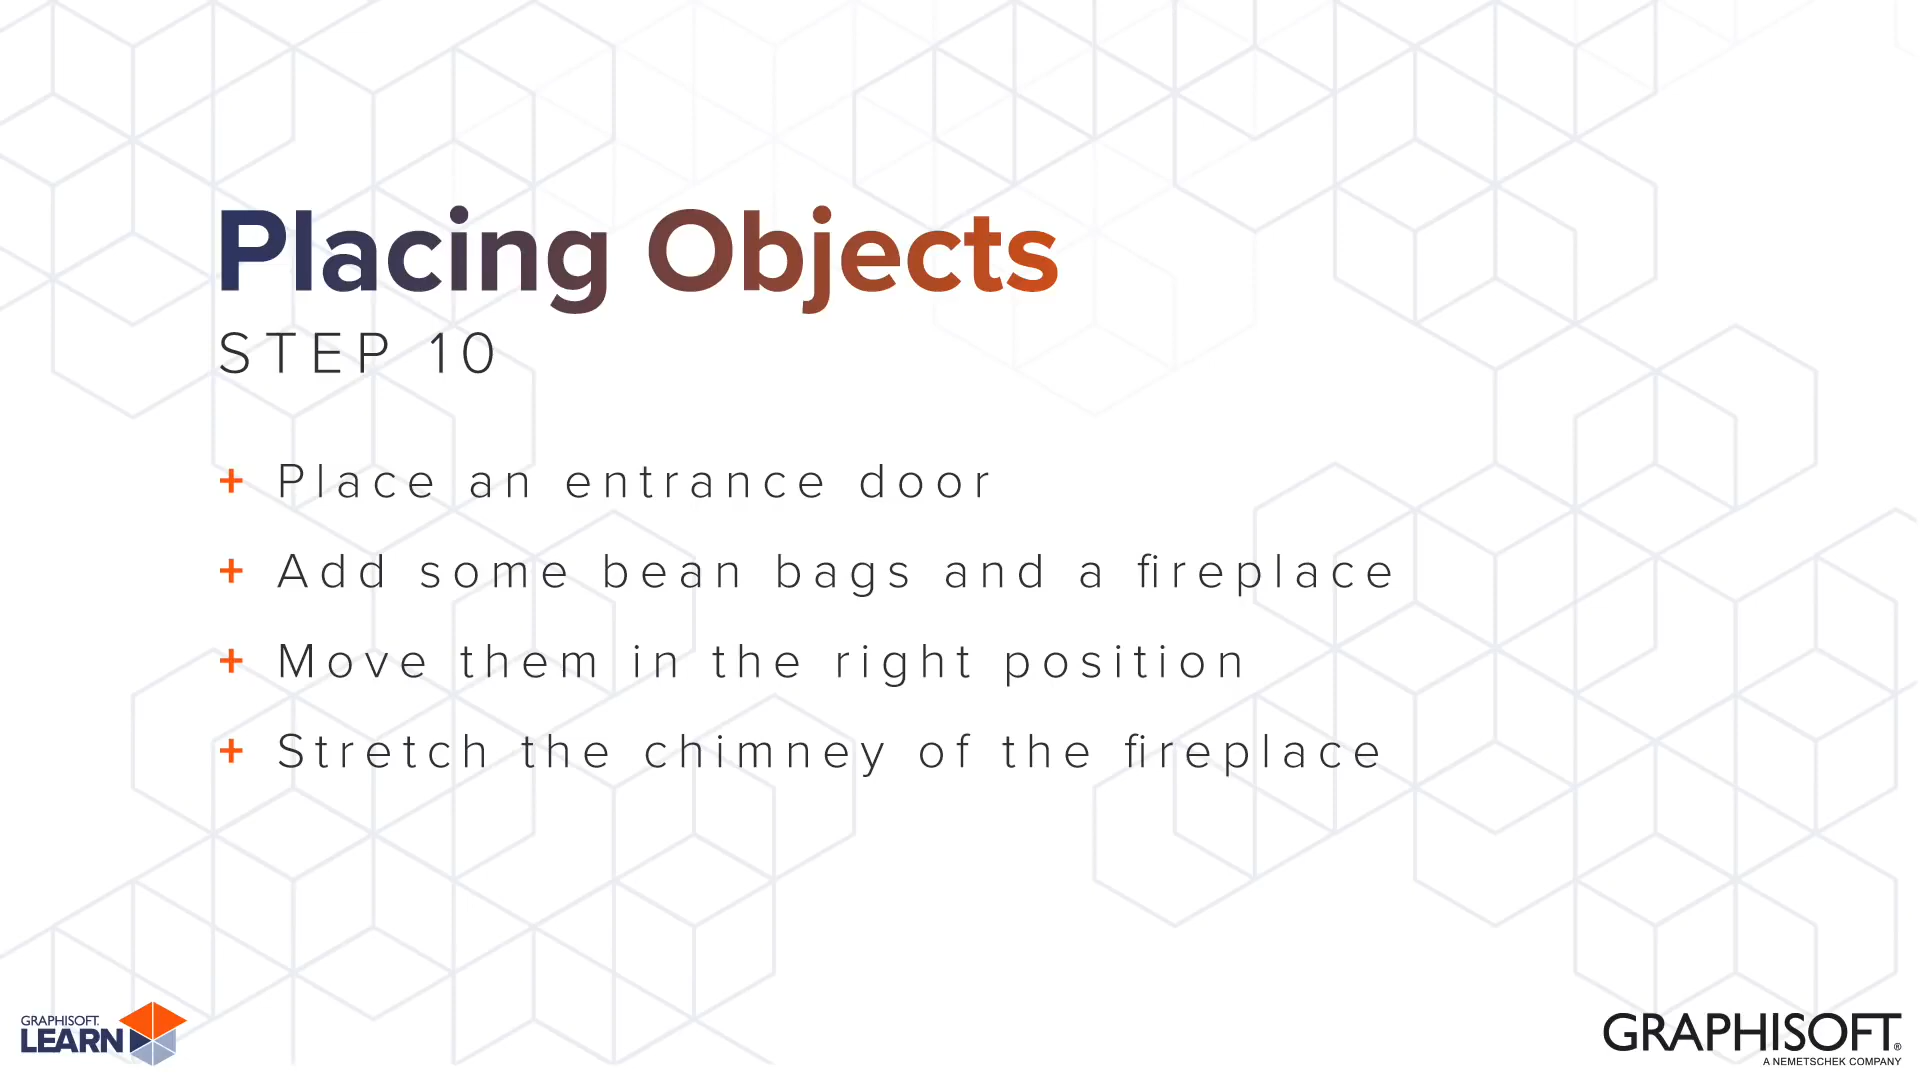 Placing Objects
STEP 10
+ Place an entrance door
+ Add some bean bags and a fireplace
+ Move them in the right position
+ Stretch the chimney of the fireplace
GRAPHISOFT.
LEARN
GRAPHISOFT®
A NEMETSCHEK COMPANY